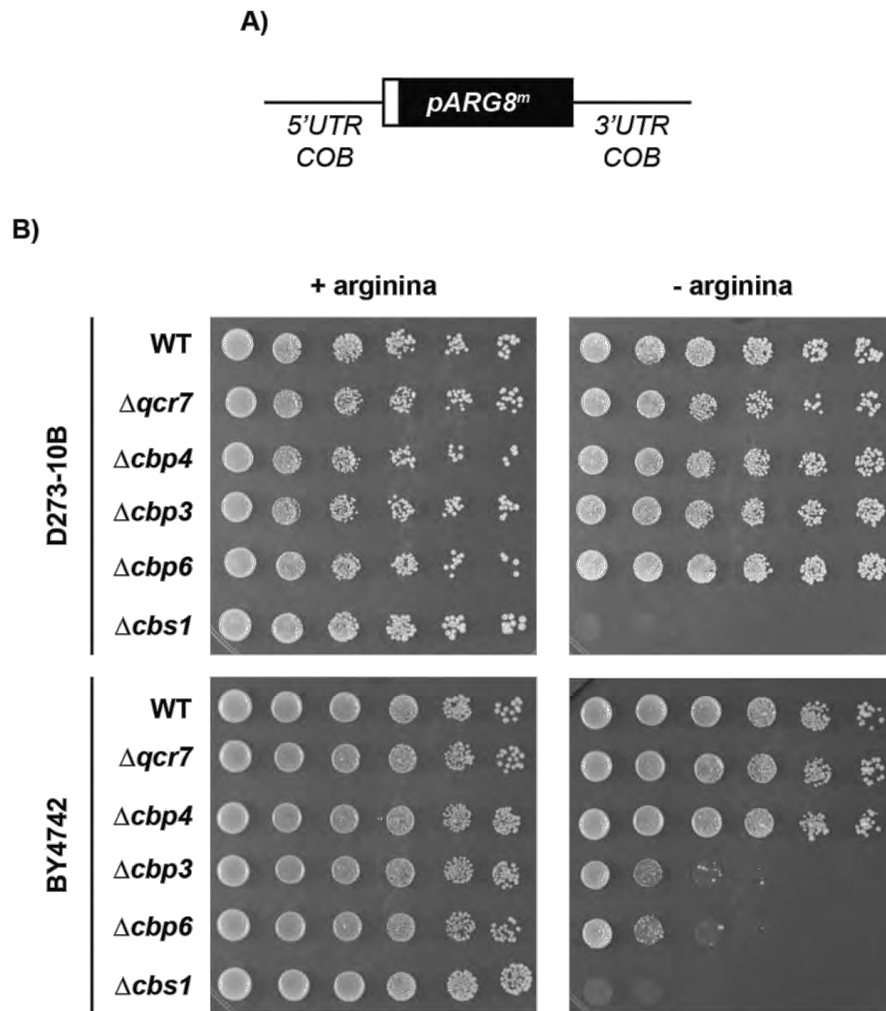 A)
pARG8ᵐ
5'UTR
COB
3'UTR
COB
B)
+ arginina
- arginina
D273-10B
WT
Δqcr7
Δcbp4
Δcbp3
Δcbp6
Δcbs1
BY4742
WT
Δqcr7
Δcbp4
Δcbp3
Δcbp6
Δcbs1